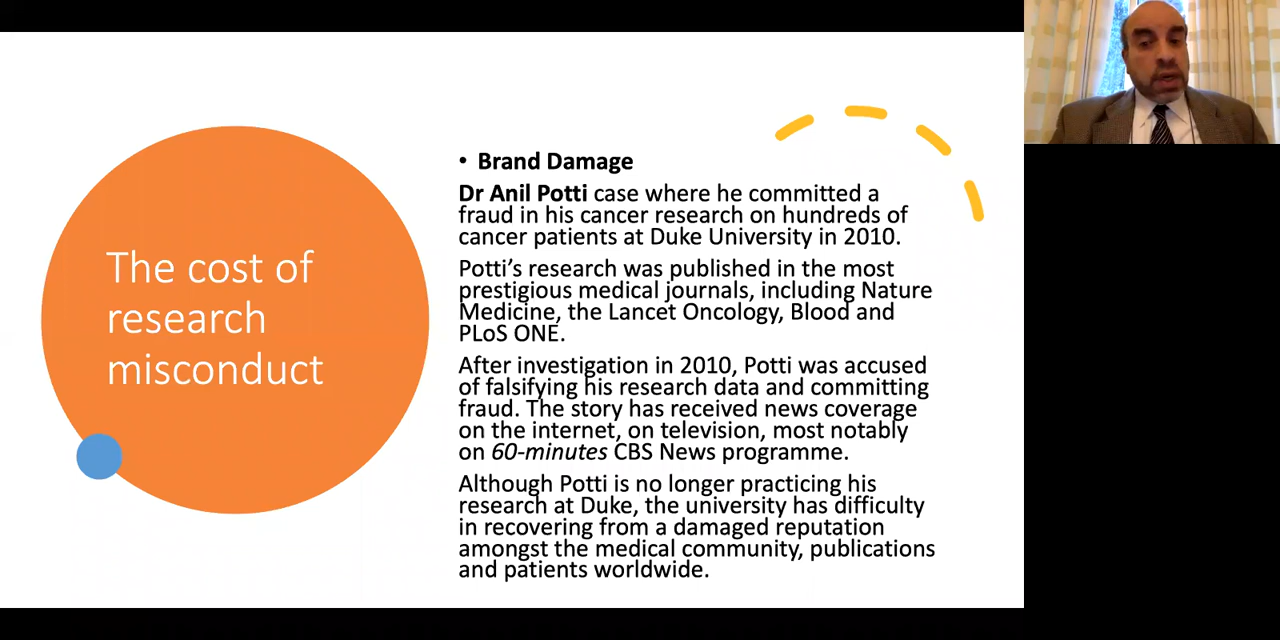 The cost of
research
misconduct
• Brand Damage
Dr Anil Potti case where he committed a
fraud in his cancer research on hundreds of
cancer patients at Duke University in 2010.
Potti’s research was published in the most
prestigious medical journals, including Nature
Medicine, the Lancet Oncology, Blood and
PLoS ONE.
After investigation in 2010, Potti was accused
of falsifying his research data and committing
fraud. The story has received news coverage
on the internet, on television, most notably
on 60-minutes CBS News programme.
Although Potti is no longer practicing his
research at Duke, the university has difficulty
in recovering from a damaged reputation
amongst the medical community, publications
and patients worldwide.